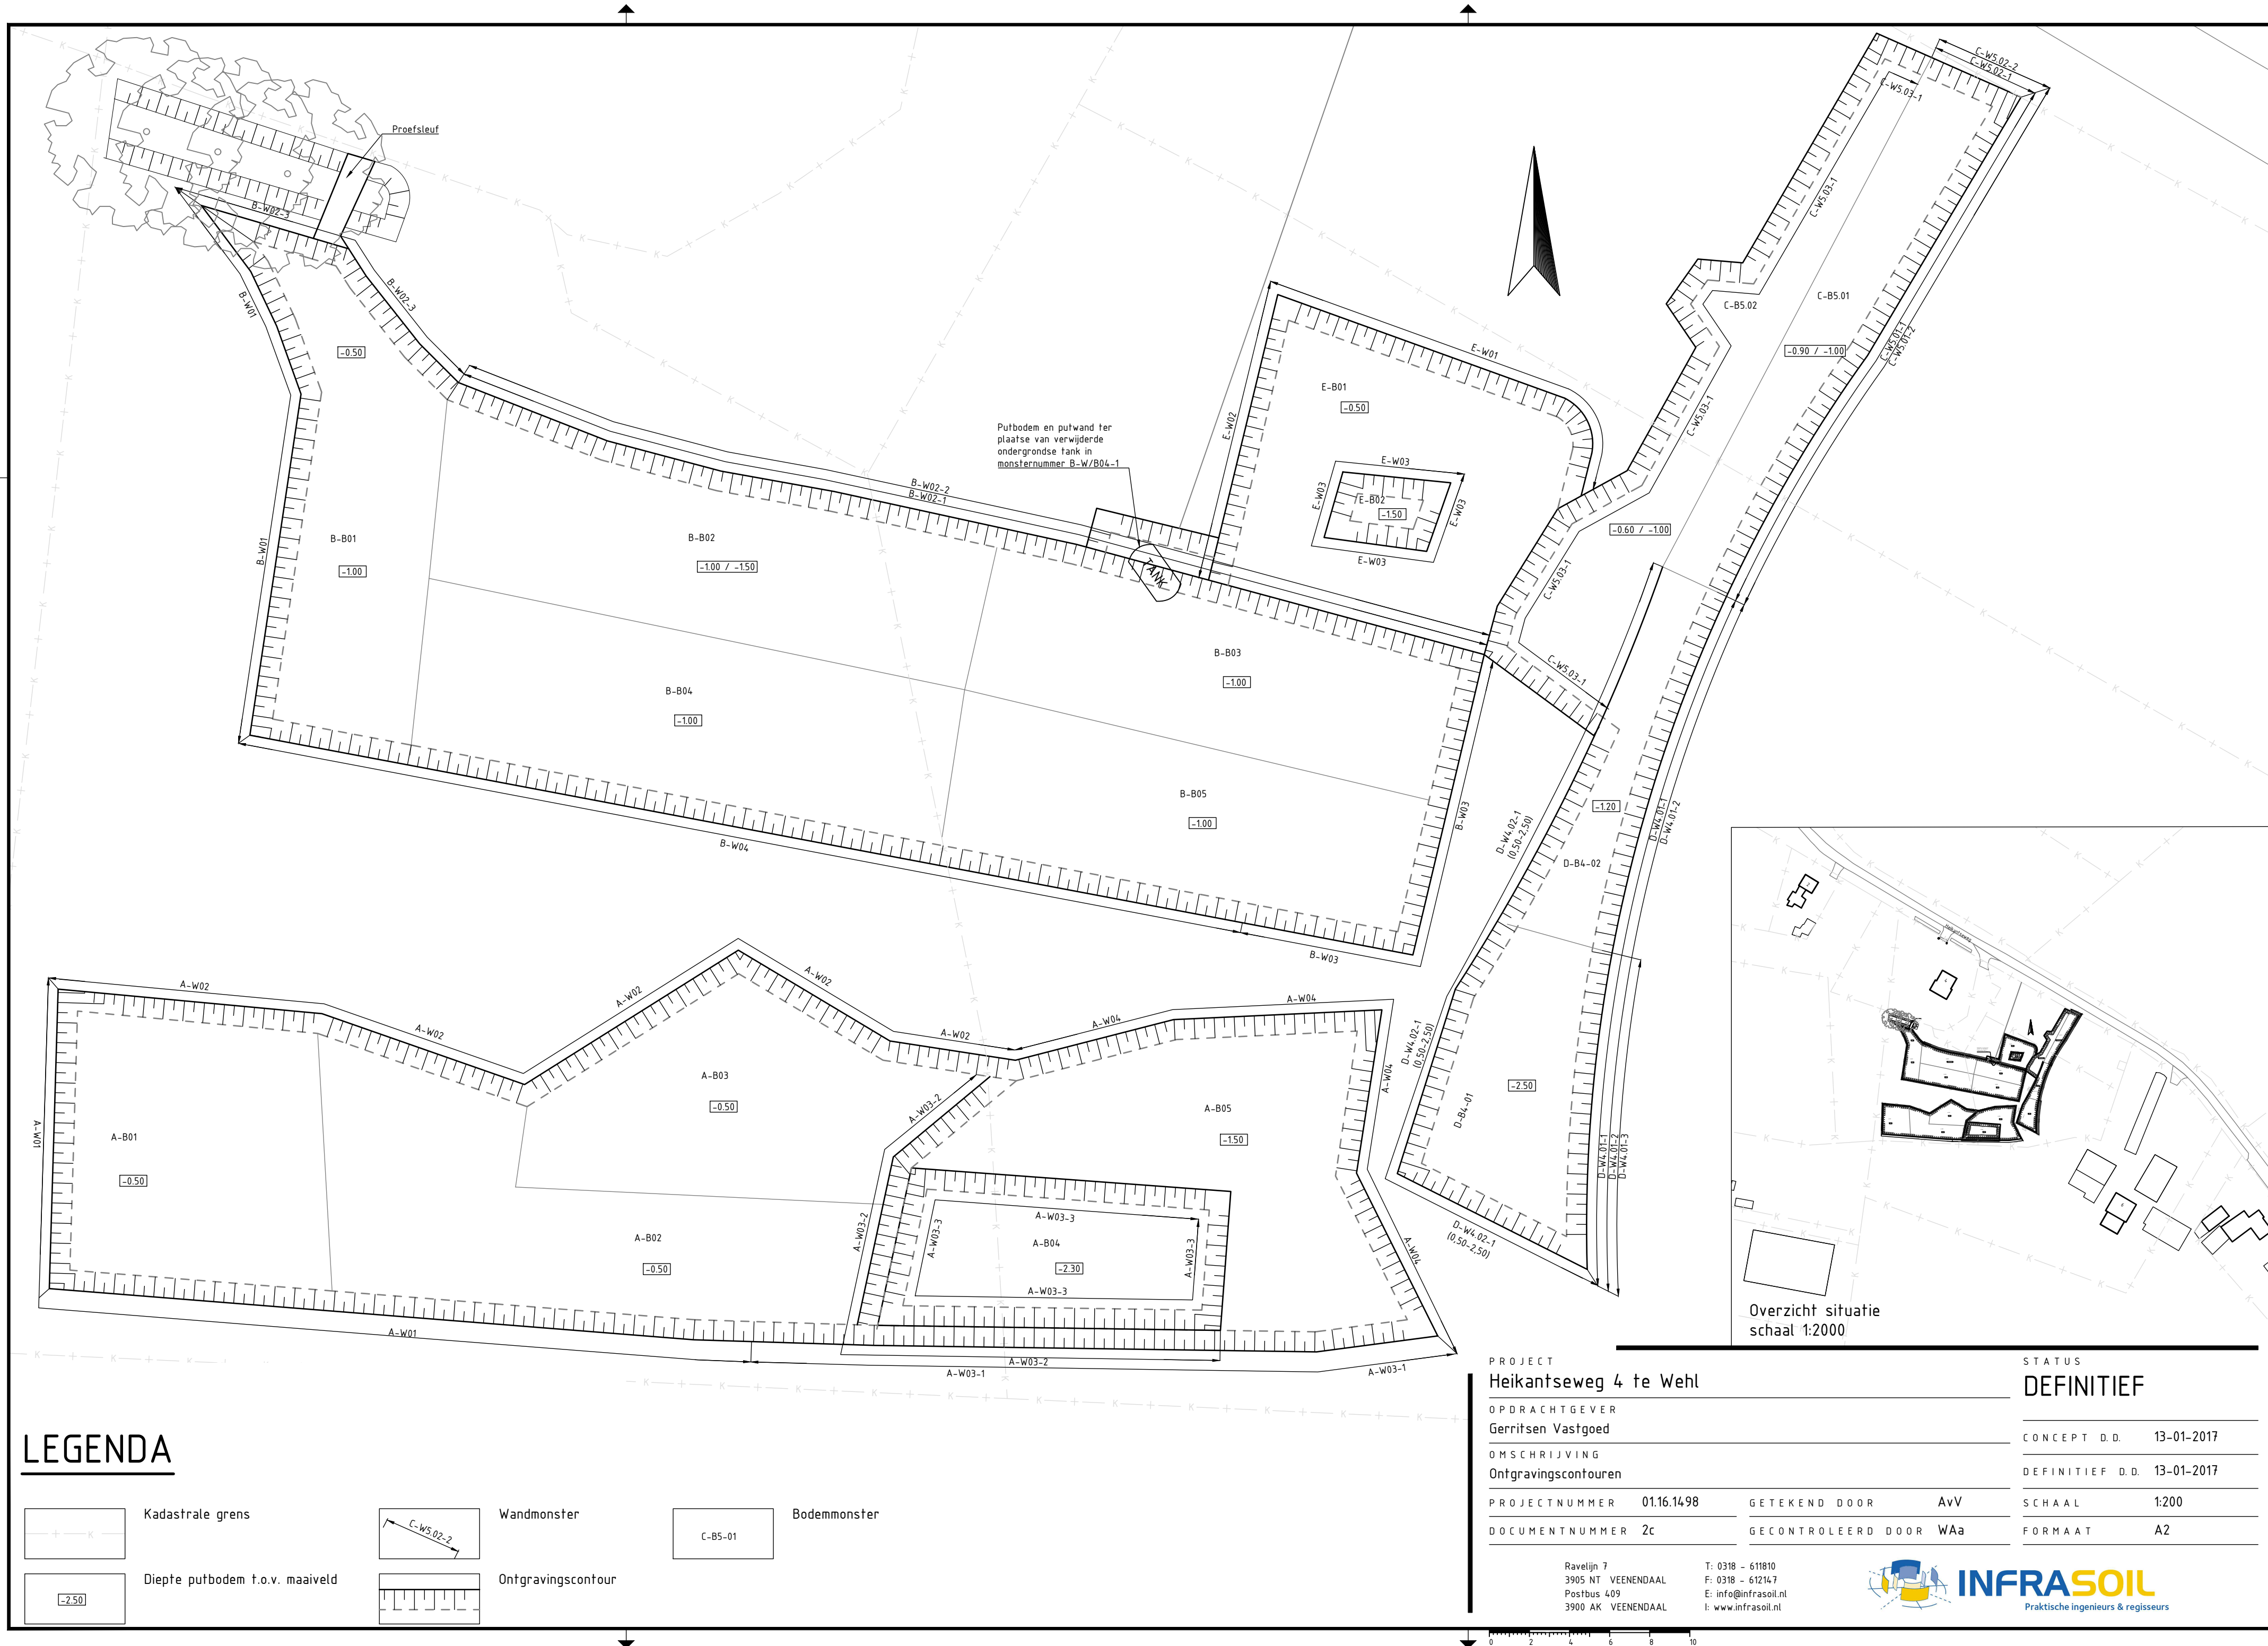 Proefsleuf
B-W02-3
B-W01
B-W02-3
-0.50
B-W01
B-B01
-1.00
B-B02
-1.00 / -1.50
B-W02-2
B-W02-1
Putbodem en putwand ter
plaatse van verwijderde
ondergrondse tank in
monsternummer B-W/B04-1
TANK
B-B04
-1.00
B-B03
-1.00
B-B05
-1.00
B-W03
B-W03
B-W04
E-W01
E-W02
E-B01
-0.50
E-W03
E-W03
E-B02
-1.50
E-W03
E-W03
C-W5.02-2
C-W5.02-1
C-W5.03-1
C-W5.03-1
C-B5.02
C-B5.01
-0.90 / -1.00
C-W5.01-1
C-W5.01-2
C-W5.03-1
-0.60 / -1.00
C-W5.03-1
C-W5.03-1
D-W4.02-1
(0,50-2,50)
-1.20
D-B4-02
D-W4.01-1
D-W4.01-2
D-W4.02-1
(0,50-2,50)
-2.50
D-B4-01
D-W4.01-1
D-W4.01-2
D-W4.01-3
D-W4.02-1
(0,50-2,50)
A-W02
A-W02
A-W02
A-W02
A-W02
A-W04
A-W04
A-W04
A-W04
A-W01
A-B01
-0.50
A-B03
-0.50
A-B02
-0.50
A-W03-2
A-W03-2
A-B05
-1.50
A-W03-3
A-W03-3
A-B04
-2.30
A-W03-3
A-W03-3
A-W01
A-W03-2
A-W03-1
A-W03-1
Overzicht situatie
schaal 1:2000
LEGENDA
Kadastrale grens
C-W5.02-2
Wandmonster
C-B5-01
Bodemmonster
-2.50
Diepte putbodem t.o.v. maaiveld
Ontgravingscontour
PROJECT
Heikantseweg 4 te Wehl
OPDRACHTGEVER
Gerritsen Vastgoed
OMSCHRIJVING
Ontgravingscontouren
PROJECTNUMMER 01.16.1498
GETEKEND DOOR AvV
DOCUMENTNUMMER 2c
GECONTROLEERD DOOR WAa
STATUS
DEFINITIEF
CONCEPT D.D. 13-01-2017
DEFINITIEF D.D. 13-01-2017
SCHAAL 1:200
FORMAAT A2
Ravelijn 7
3905 NT VEENENDAAL
Postbus 409
3900 AK VEENENDAAL
T: 0318 - 611810
F: 0318 - 612147
E: info@infrasoil.nl
I: www.infrasoil.nl
INFRASOIL
Praktische ingenieurs & regisseurs
0 2 4 6 8 10